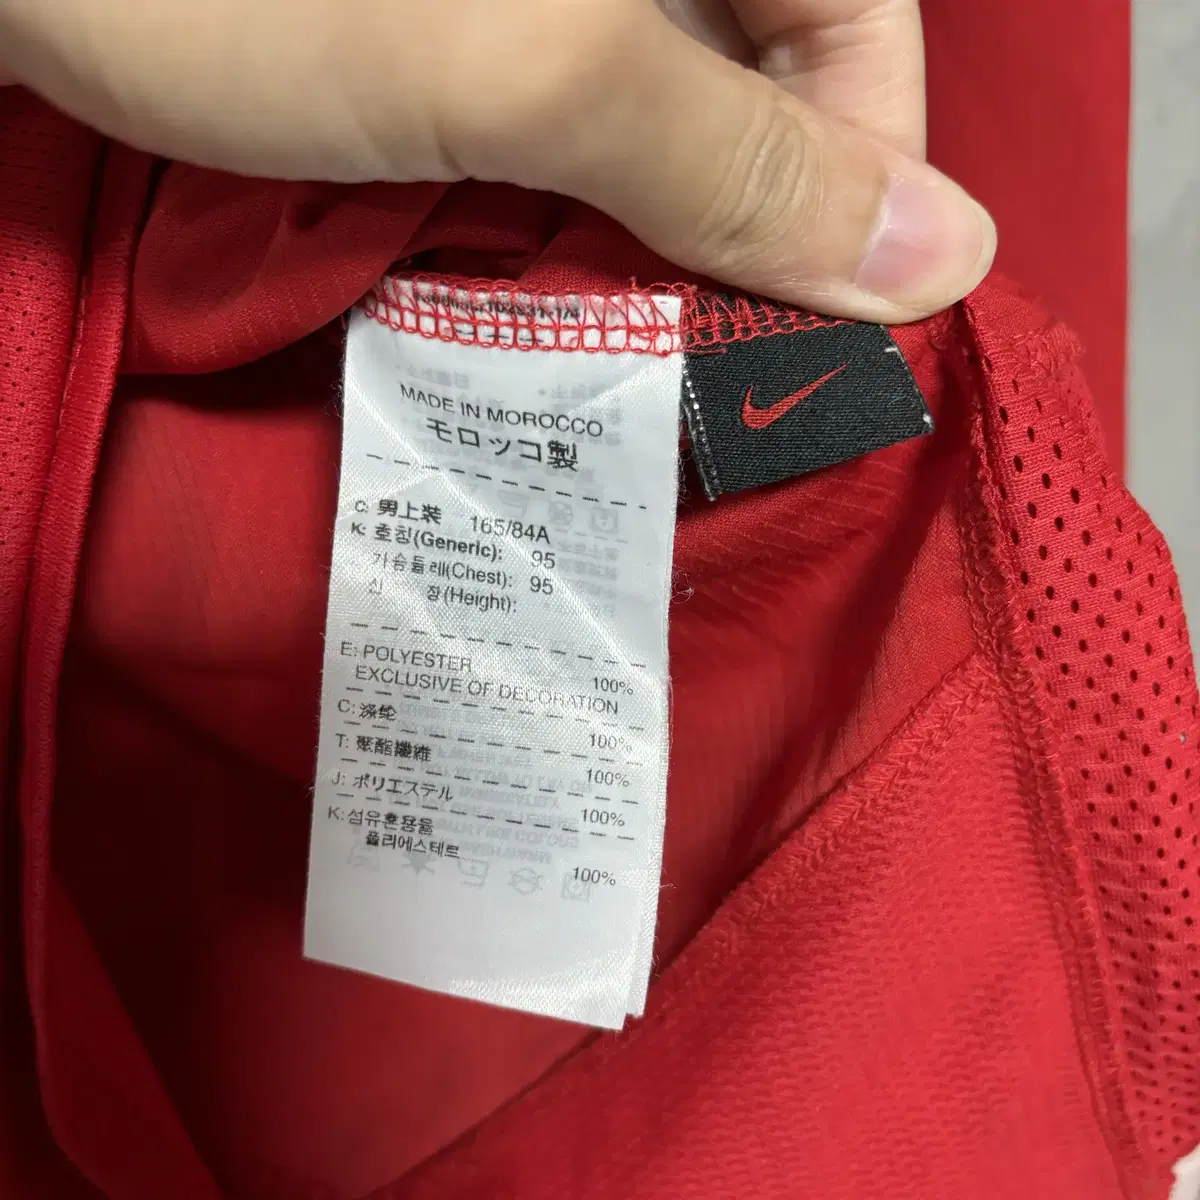 MADE IN MOROCCO
モロッコ製
C: 男上装 165/84A
K: 호칭(Generic): 95
가슴둘레(Chest): 95
신 장(Height):
E: POLYESTER 100%
EXCLUSIVE OF DECORATION
C: 涤纶 100%
T: 聚酯纖維 100%
J: ポリエステル 100%
K: 섬유혼용율
폴리에스테르 100%